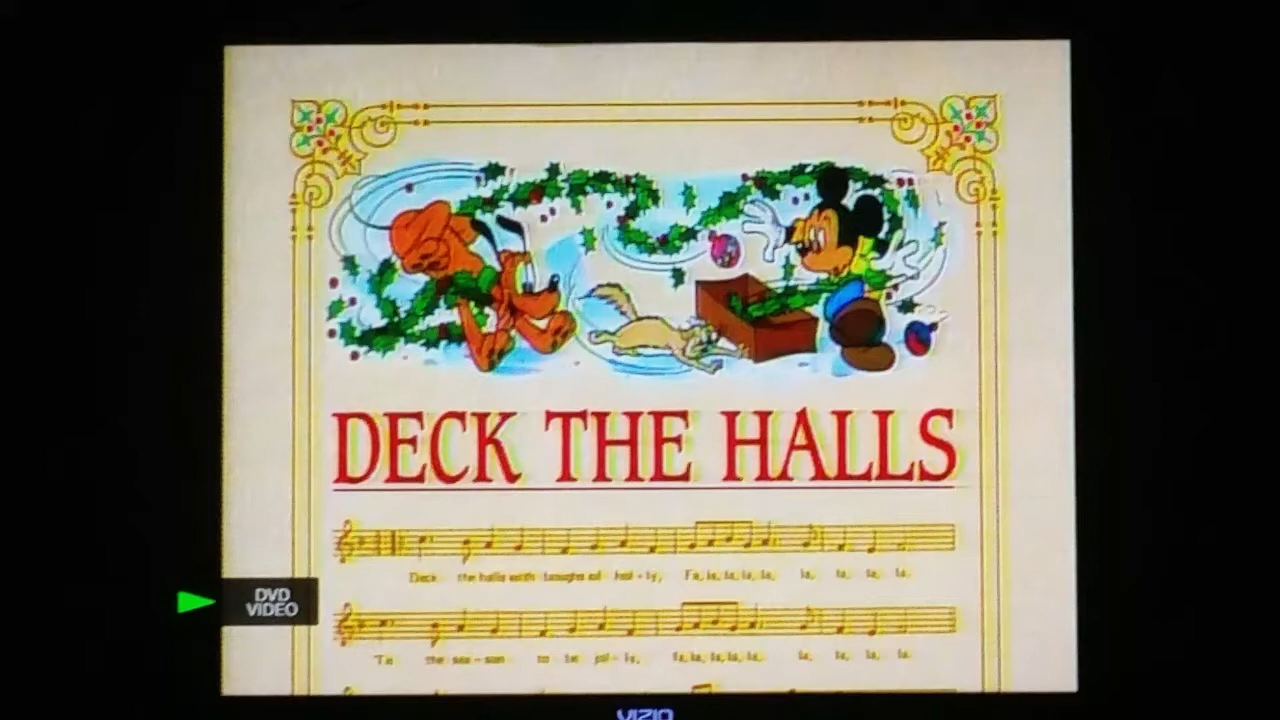 DECK THE HALLS
Deck the halls with boughs of hol - ly, Fa, la, la, la, la, la, la, la, la.
DVD
VIDEO
'Tis the sea - son to be jol - ly, fa, la, la, la, la, la, la, la, la.
VIZIO